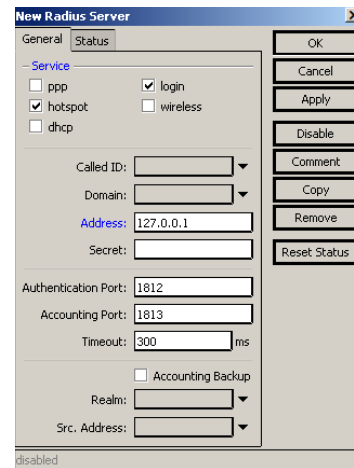 New Radius Server
General Status
OK
Service
Cancel
ppp login
Apply
hotspot wireless
dhcp
Disable
Comment
Called ID:
Copy
Domain:
Address: 127.0.0.1
Remove
Secret:
Reset Status
Authentication Port: 1812
Accounting Port: 1813
Timeout: 300 ms
Accounting Backup
Realm:
Src. Address:
disabled